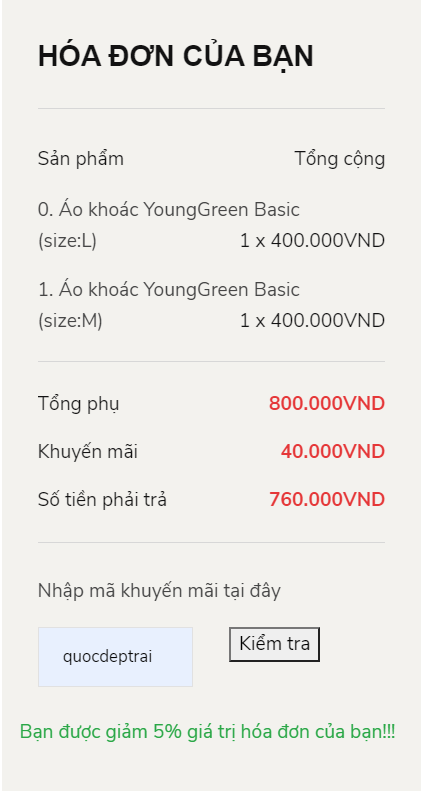 HÓA ĐƠN CỦA BẠN
Sản phẩm Tổng cộng
0. Áo khoác YoungGreen Basic
(size:L) 1 x 400.000VND
1. Áo khoác YoungGreen Basic
(size:M) 1 x 400.000VND
Tổng phụ 800.000VND
Khuyến mãi 40.000VND
Số tiền phải trả 760.000VND
Nhập mã khuyến mãi tại đây
quocdeptrai Kiểm tra
Bạn được giảm 5% giá trị hóa đơn của bạn!!!